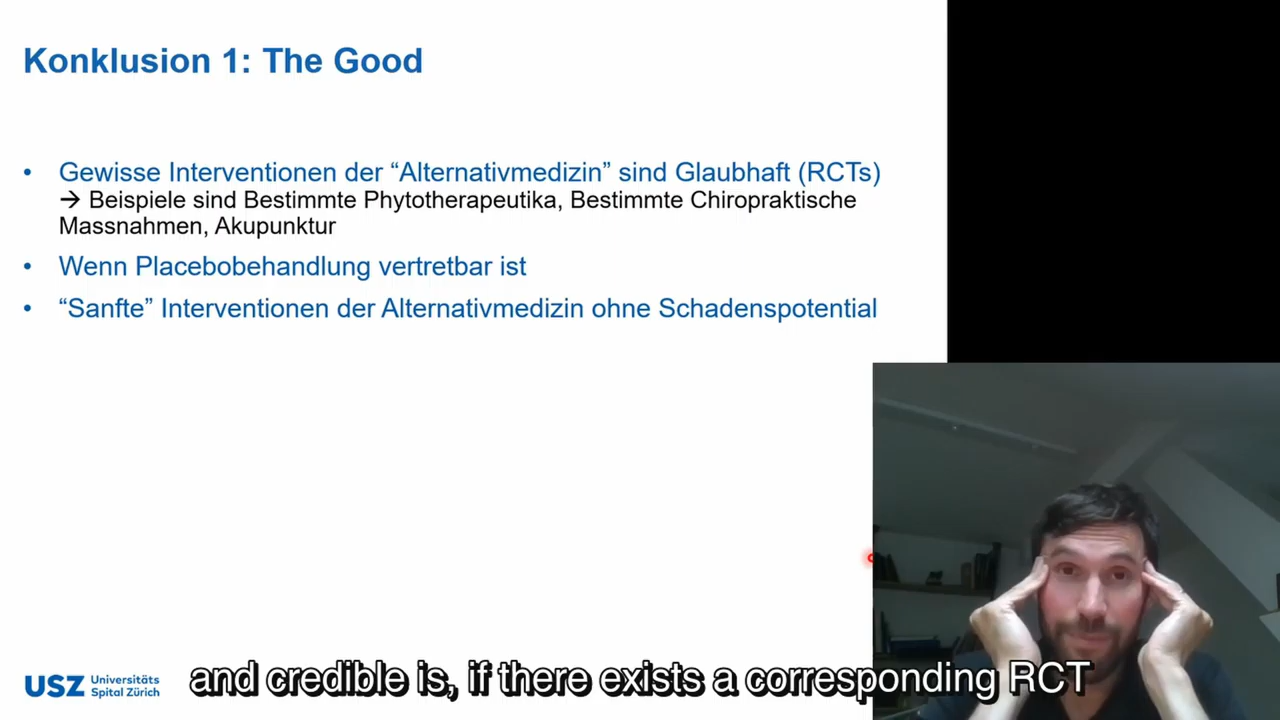 Konklusion 1: The Good
• Gewisse Interventionen der “Alternativmedizin” sind Glaubhaft (RCTs)
→ Beispiele sind Bestimmte Phytotherapeutika, Bestimmte Chiropraktische
Massnahmen, Akupunktur
• Wenn Placebobehandlung vertretbar ist
• “Sanfte” Interventionen der Alternativmedizin ohne Schadenspotential
USZ Universitäts
Spital Zürich
and credible is, if there exists a corresponding RCT